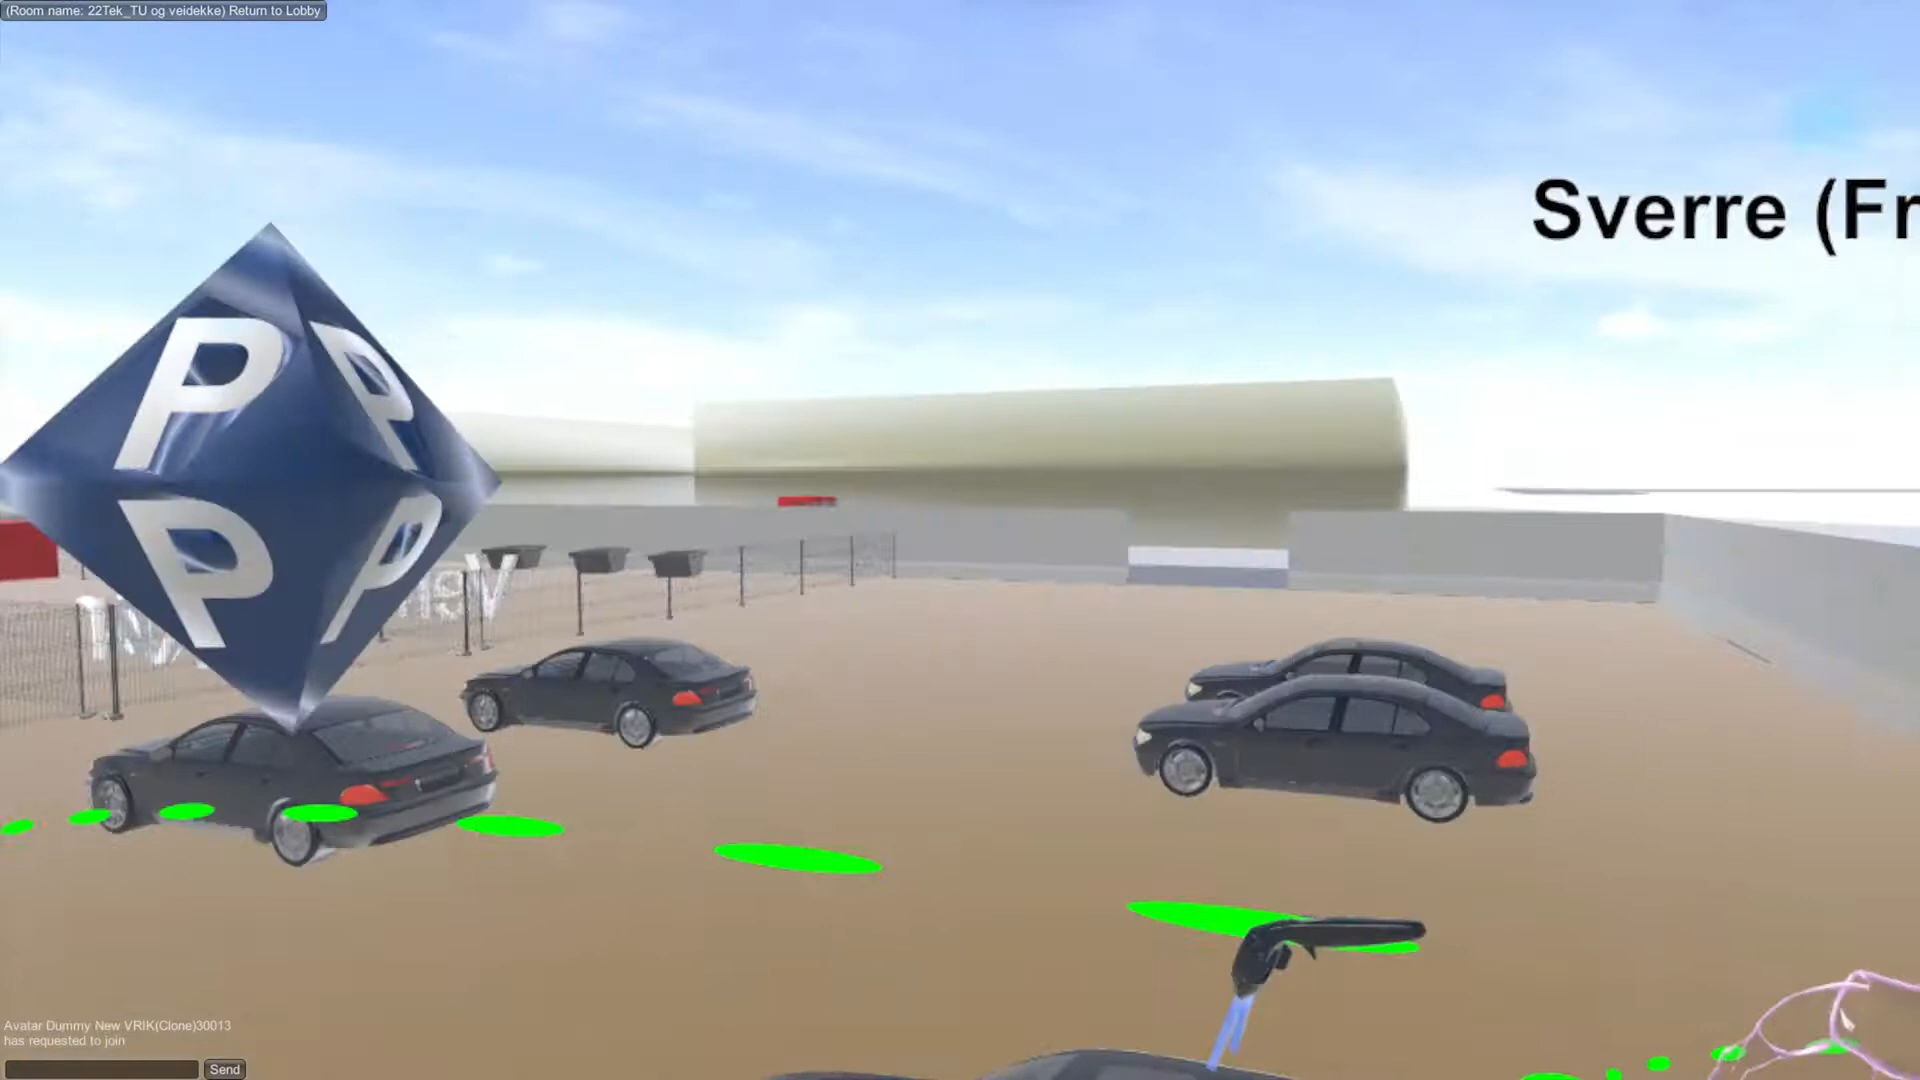 (Room name: 22Tek_TU og veidekke) Return to Lobby
Sverre (Fr
P P
P P
Avatar Dummy New VRIK(Clone)30013
has requested to join
Send